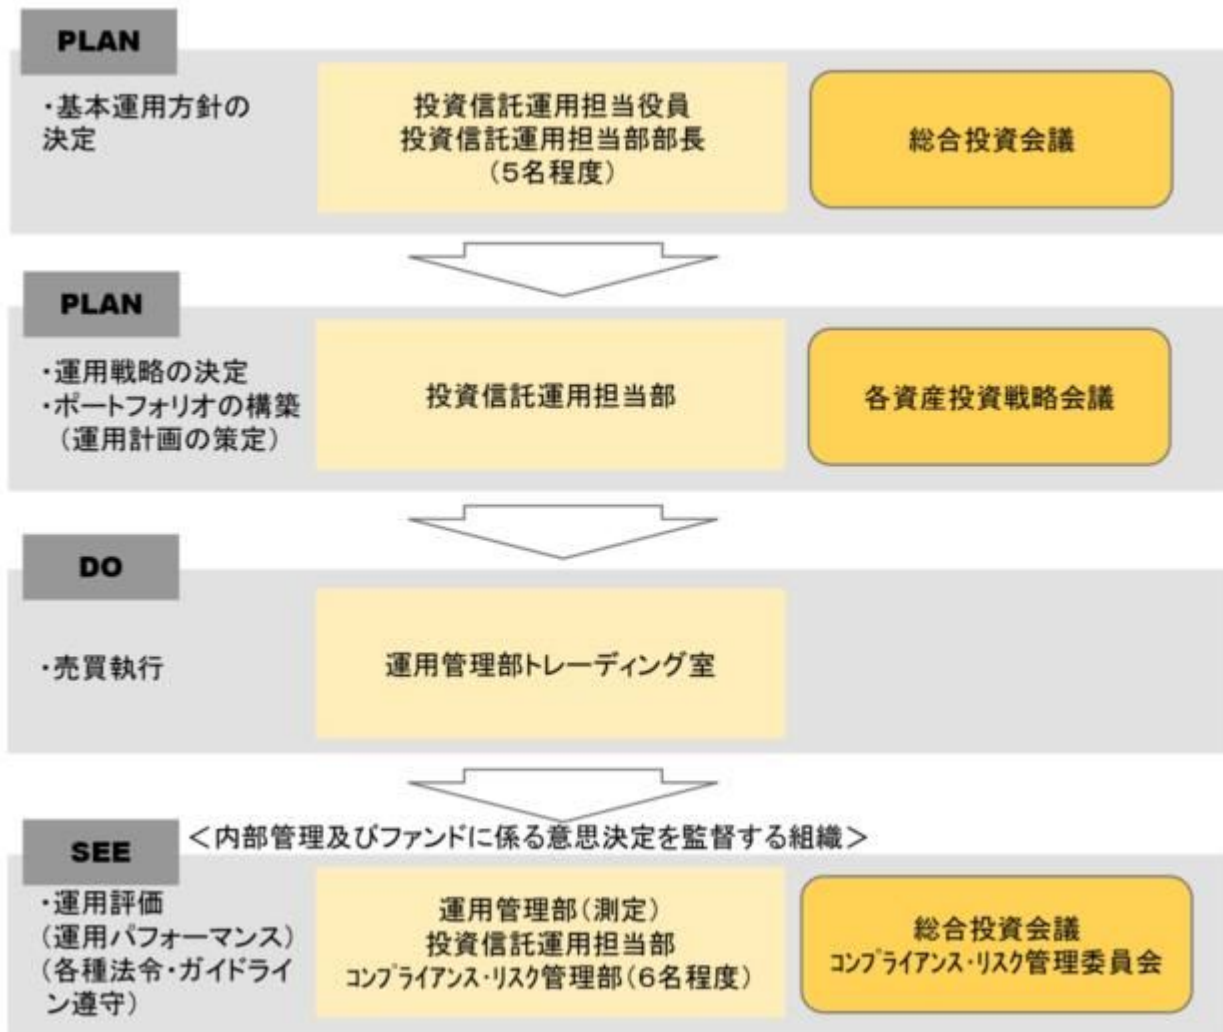 PLAN
・基本運用方針の
決定
投資信託運用担当役員
投資信託運用担当部部長
(5名程度)
総合投資会議
PLAN
・運用戦略の決定
・ポートフォリオの構築
(運用計画の策定)
投資信託運用担当部
各資産投資戦略会議
DO
・売買執行
運用管理部トレーディング室
<内部管理及びファンドに係る意思決定を監督する組織>
SEE
・運用評価
(運用パフォーマンス)
(各種法令・ガイドライ
ン遵守)
運用管理部(測定)
投資信託運用担当部
コンプライアンス・リスク管理部(6名程度)
総合投資会議
コンプライアンス・リスク管理委員会